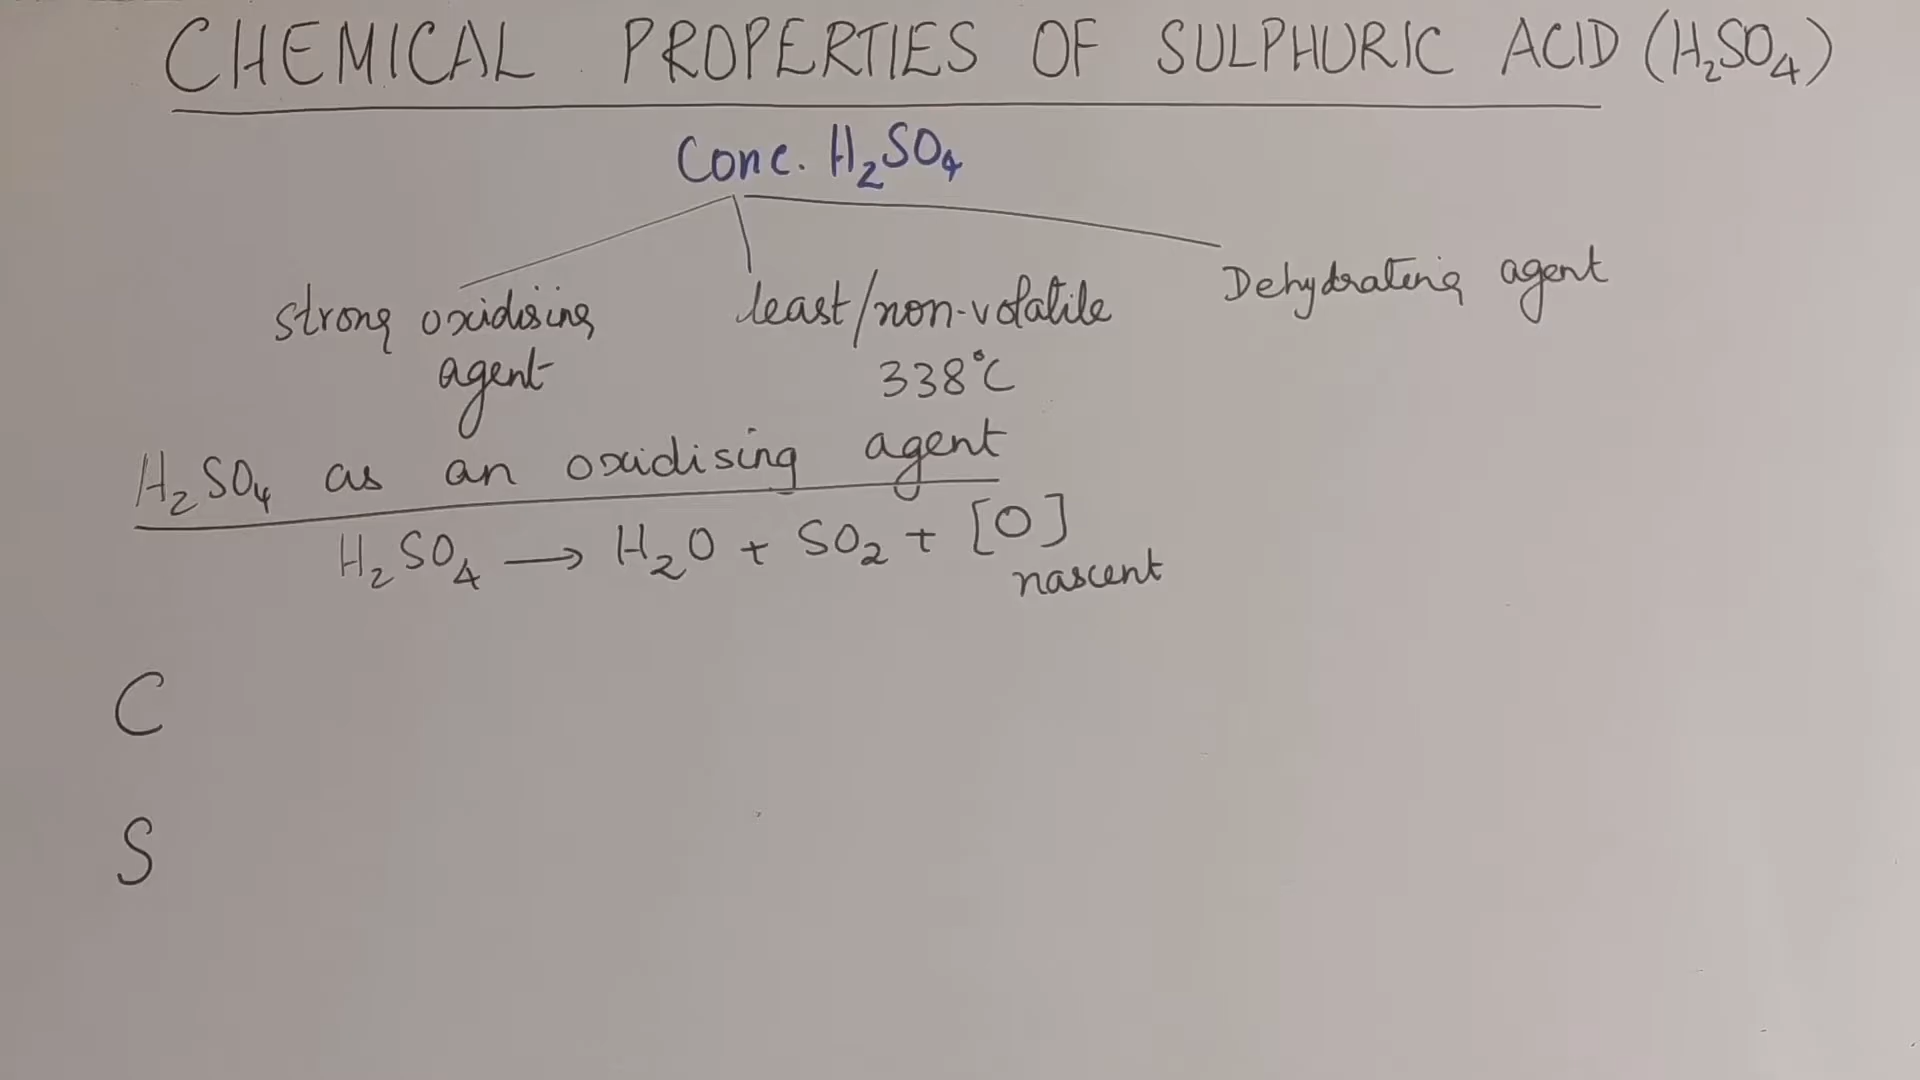 CHEMICAL PROPERTIES OF SULPHURIC ACID (H₂SO₄)
Conc. H₂SO₄
strong oxidising agent
least/non-volatile
338°C
Dehydrating agent
H₂SO₄ as an oxidising agent
H₂SO₄ ⟶ H₂O + SO₂ + [O]
nascent
C
S